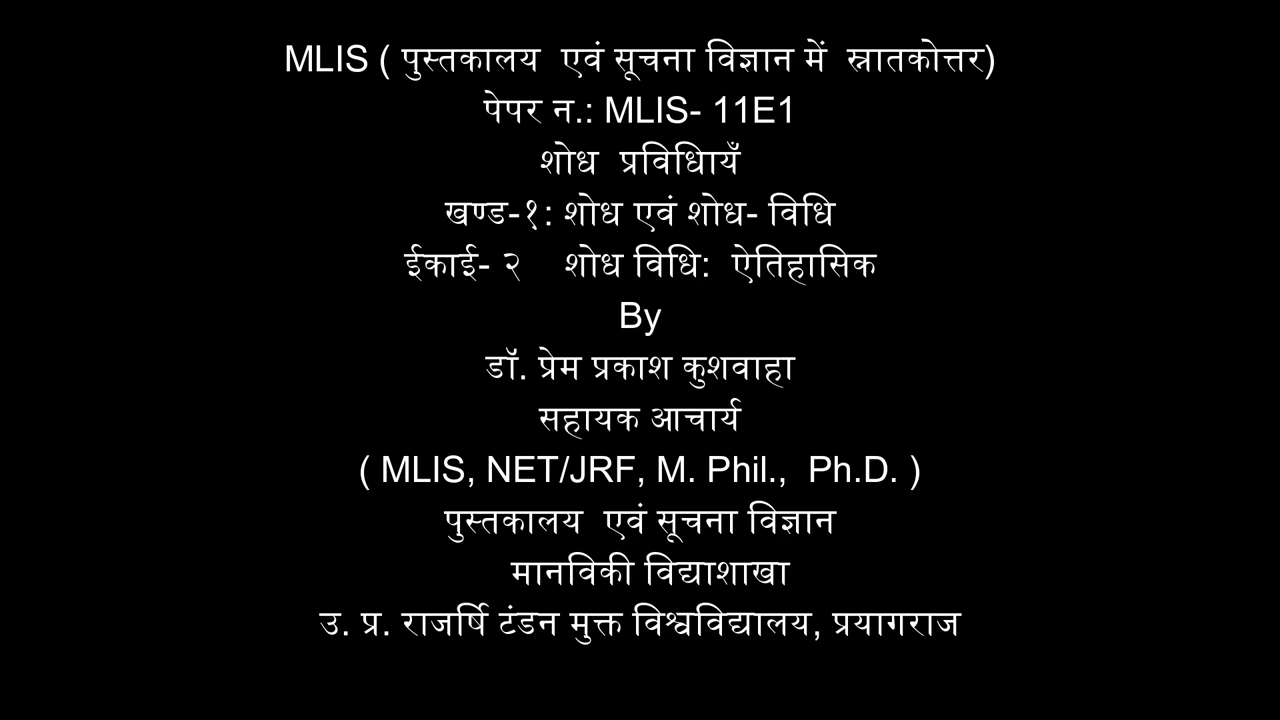 MLIS ( पुस्तकालय एवं सूचना विज्ञान में स्नातकोत्तर)
पेपर न.: MLIS- 11E1
शोध प्रविधिायँ
खण्ड-१: शोध एवं शोध- विधि
ईकाई- २ शोध विधि: ऐतिहासिक
By
डॉ. प्रेम प्रकाश कुशवाहा
सहायक आचार्य
( MLIS, NET/JRF, M. Phil., Ph.D. )
पुस्तकालय एवं सूचना विज्ञान
मानविकी विद्याशाखा
उ. प्र. राजर्षि टंडन मुक्त विश्वविद्यालय, प्रयागराज